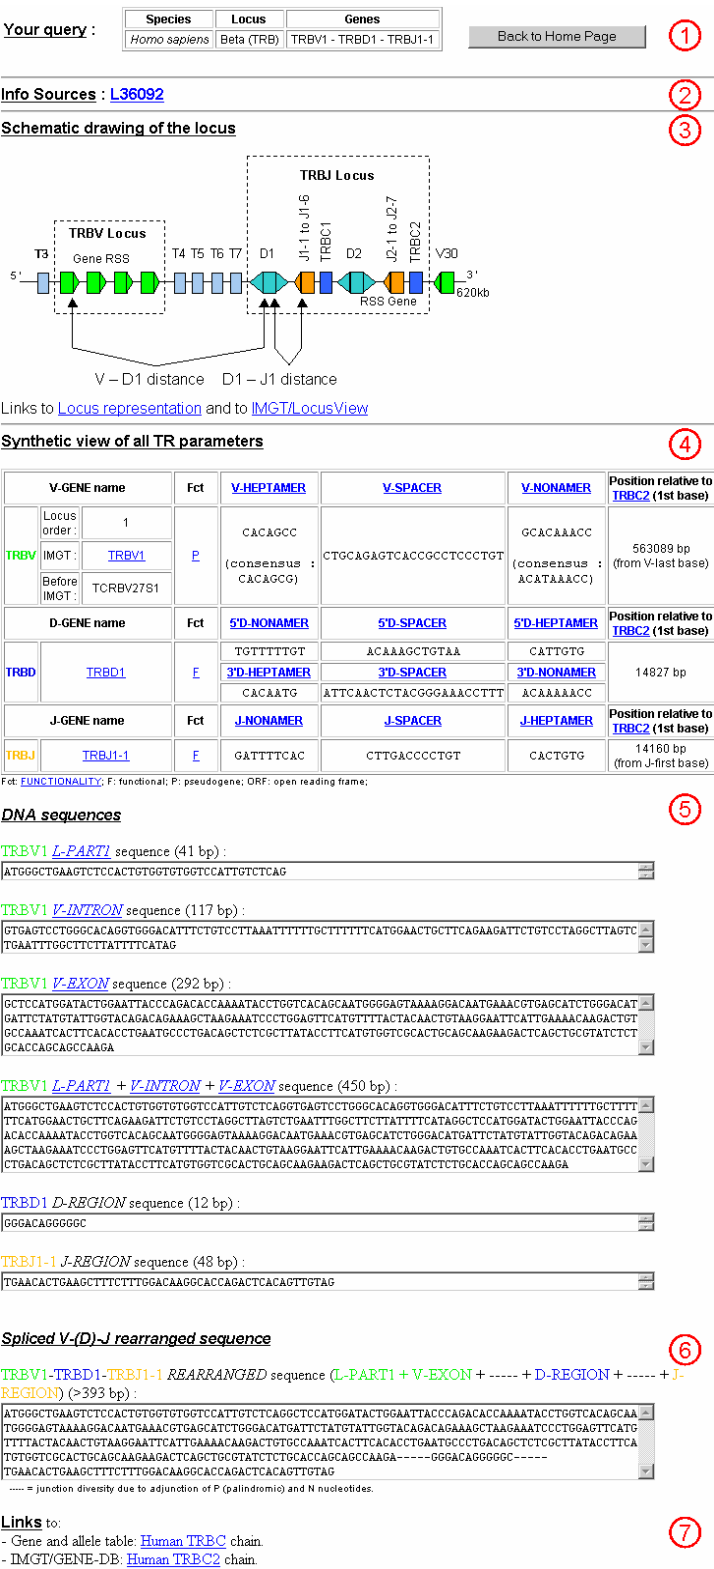 Your query :
Species Locus Genes
Homo sapiens Beta (TRB) TRBV1 - TRBD1 - TRBJ1-1
Back to Home Page
1
Info Sources : L36092
2
Schematic drawing of the locus
3
TRBJ Locus
TRBV Locus
Gene RSS
T3
T4 T5 T6 T7
D1
J1-1 to J1-6
TRBC1
D2
J2-1 to J2-7
TRBC2
V30
5'
3'
620kb
RSS Gene
V – D1 distance D1 – J1 distance
Links to Locus representation and to IMGT/LocusView
Synthetic view of all TR parameters
4
V-GENE name Fct V-HEPTAMER V-SPACER V-NONAMER Position relative to TRBC2 (1st base)
TRBV
Locus order : 1
IMGT : TRBV1
Before IMGT : TCRBV27S1
P
CACAGCC
(consensus : CACAGCG)
CTGCAGAGTCACCGCCTCCCTGT
GCACAAACC
(consensus : ACATAAACC)
563089 bp
(from V-last base)
D-GENE name Fct 5'D-NONAMER 5'D-SPACER 5'D-HEPTAMER Position relative to TRBC2 (1st base)
TRBD TRBD1 F
TGTTTTTGT ACAAAGCTGTAA CATTGTG
3'D-HEPTAMER 3'D-SPACER 3'D-NONAMER
CACAATG ATTCAACTCTACGGGAAACCTTT ACAAAAACC
14827 bp
J-GENE name Fct J-NONAMER J-SPACER J-HEPTAMER Position relative to TRBC2 (1st base)
TRBJ TRBJ1-1 F GATTTTCAC CTTGACCCCTGT CACTGTG
14160 bp
(from J-first base)
Fct: FUNCTIONALITY; F: functional; P: pseudogene; ORF: open reading frame;
DNA sequences
5
TRBV1 L-PART1 sequence (41 bp) :
ATGGGCTGAAGTCTCCACTGTGGTGTGGTCCATTGTCTCAG
TRBV1 V-INTRON sequence (117 bp) :
GTGAGTCCTGGGCACAGGTGGGACATTTCTGTCCTTAAATTTTTTGCTTTTTTCATGGAACTGCTTCAGAAGATTCTGTCCTAGGCTTAGTC
TGAATTTGGCTTCTTATTTTCATAG
TRBV1 V-EXON sequence (292 bp) :
GCTCCATGGATACTGGAATTACCCAGACACCAAAATACCTGGTCACAGCAATGGGGAGTAAAAGGACAATGAAACGTGAGCATCTGGGACAT
GATTCTATGTATTGGTACAGACAGAAAGCTAAGAAATCCCTGGAGTTCATGTTTTACTACAACTGTAAGGAATTCATTGAAAACAAGACTGT
GCCAAATCACTTCACACCTGAATGCCCTGACAGCTCTCGCTTATACCTTCATGTGGTCGCACTGCAGCAAGAAGACTCAGCTGCGTATCTCT
GCACCAGCAGCCAAGA
TRBV1 L-PART1 + V-INTRON + V-EXON sequence (450 bp) :
ATGGGCTGAAGTCTCCACTGTGGTGTGGTCCATTGTCTCAGGTGAGTCCTGGGCACAGGTGGGACATTTCTGTCCTTAAATTTTTTGCTTTT
TTCATGGAACTGCTTCAGAAGATTCTGTCCTAGGCTTAGTCTGAATTTGGCTTCTTATTTTCATAGGCTCCATGGATACTGGAATTACCCAG
ACACCAAAATACCTGGTCACAGCAATGGGGAGTAAAAGGACAATGAAACGTGAGCATCTGGGACATGATTCTATGTATTGGTACAGACAGAA
AGCTAAGAAATCCCTGGAGTTCATGTTTTACTACAACTGTAAGGAATTCATTGAAAACAAGACTGTGCCAAATCACTTCACACCTGAATGCC
CTGACAGCTCTCGCTTATACCTTCATGTGGTCGCACTGCAGCAAGAAGACTCAGCTGCGTATCTCTGCACCAGCAGCCAAGA
TRBD1 D-REGION sequence (12 bp) :
GGGACAGGGGGC
TRBJ1-1 J-REGION sequence (48 bp) :
TGAACACTGAAGCTTTCTTTGGACAAGGCACCAGACTCACAGTTGTAG
Spliced V-(D)-J rearranged sequence
6
TRBV1-TRBD1-TRBJ1-1 REARRANGED sequence (L-PART1 + V-EXON + ----- + D-REGION + ----- + J-
REGION) (>393 bp) :
ATGGGCTGAAGTCTCCACTGTGGTGTGGTCCATTGTCTCAGGCTCCATGGATACTGGAATTACCCAGACACCAAAATACCTGGTCACAGCAA
TGGGGAGTAAAAGGACAATGAAACGTGAGCATCTGGGACATGATTCTATGTATTGGTACAGACAGAAAGCTAAGAAATCCCTGGAGTTCATG
TTTTACTACAACTGTAAGGAATTCATTGAAAACAAGACTGTGCCAAATCACTTCACACCTGAATGCCCTGACAGCTCTCGCTTATACCTTCA
TGTGGTCGCACTGCAGCAAGAAGACTCAGCTGCGTATCTCTGCACCAGCAGCCAAGA-----GGGACAGGGGGC-----
TGAACACTGAAGCTTTCTTTGGACAAGGCACCAGACTCACAGTTGTAG
----- = junction diversity due to adjunction of P (palindromic) and N nucleotides.
Links to:
7
- Gene and allele table: Human TRBC chain.
- IMGT/GENE-DB: Human TRBC2 chain.